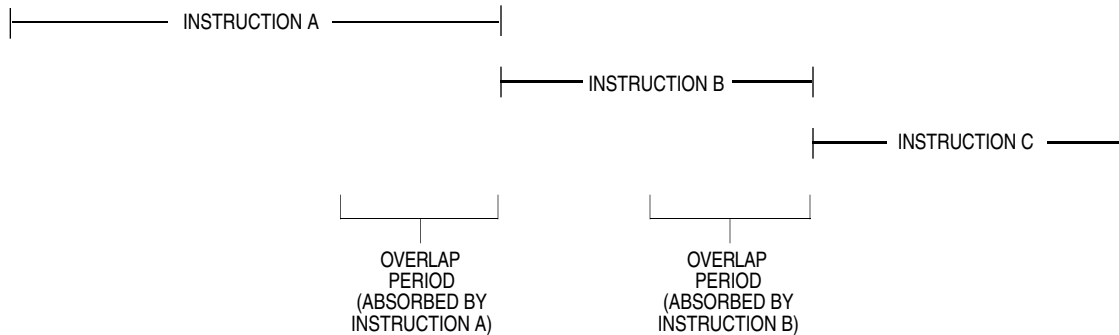 INSTRUCTION A
INSTRUCTION B
INSTRUCTION C
OVERLAP
PERIOD
(ABSORBED BY
INSTRUCTION A)
OVERLAP
PERIOD
(ABSORBED BY
INSTRUCTION B)